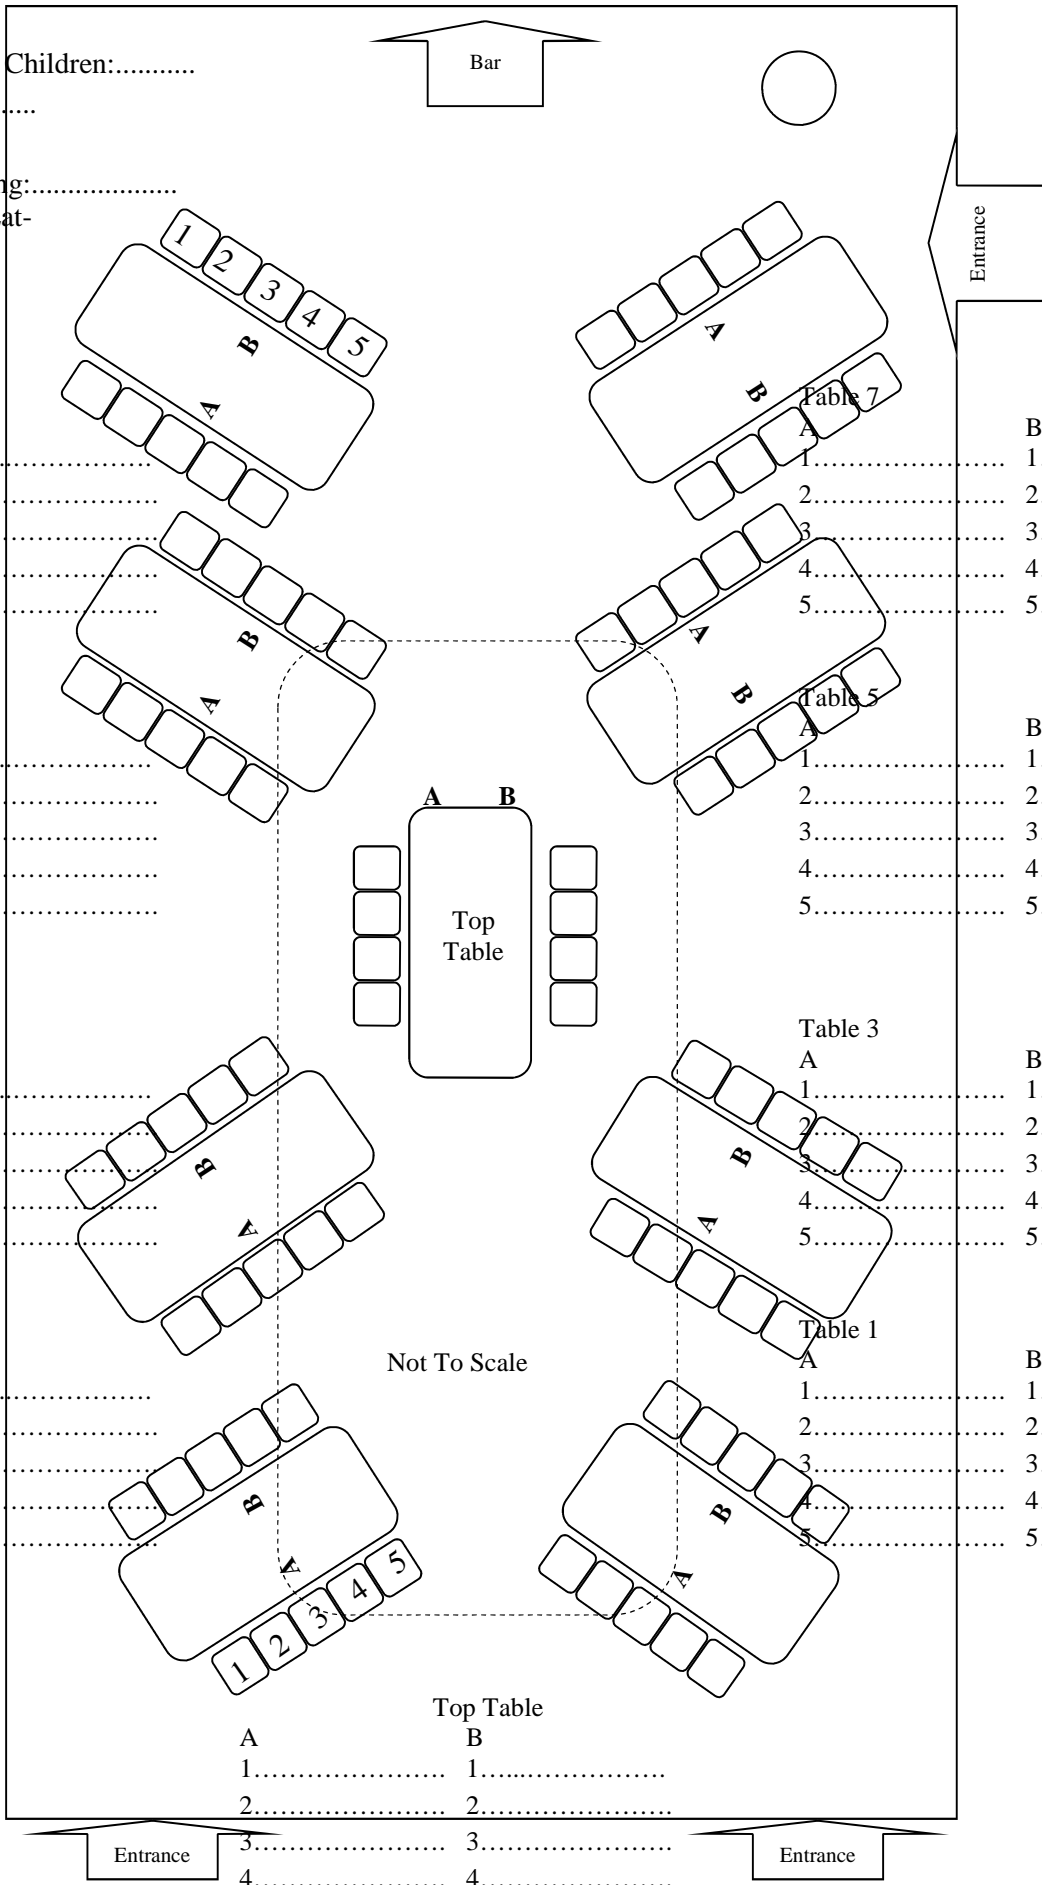 Bar
Children:...........
.....
ng:....................
at-
Entrance
1 2 3 4 5
B
A
A
B
Table 7
A B
1..................... 1
2..................... 2
3..................... 3
4..................... 4
5..................... 5
B
A
A
B
Table 5
A B
1..................... 1
2..................... 2
3..................... 3
4..................... 4
5..................... 5
A B
Top
Table
Table 3
A B
1..................... 1
2..................... 2
3..................... 3
4..................... 4
5..................... 5
B
A
B
A
Not To Scale
Table 1
A B
1..................... 1
2..................... 2
3..................... 3
4..................... 4
5..................... 5
B
A
1 2 3 4 5
B
A
Top Table
A B
1..................... 1.....................
2..................... 2.....................
3..................... 3.....................
4..................... 4.....................
Entrance
Entrance